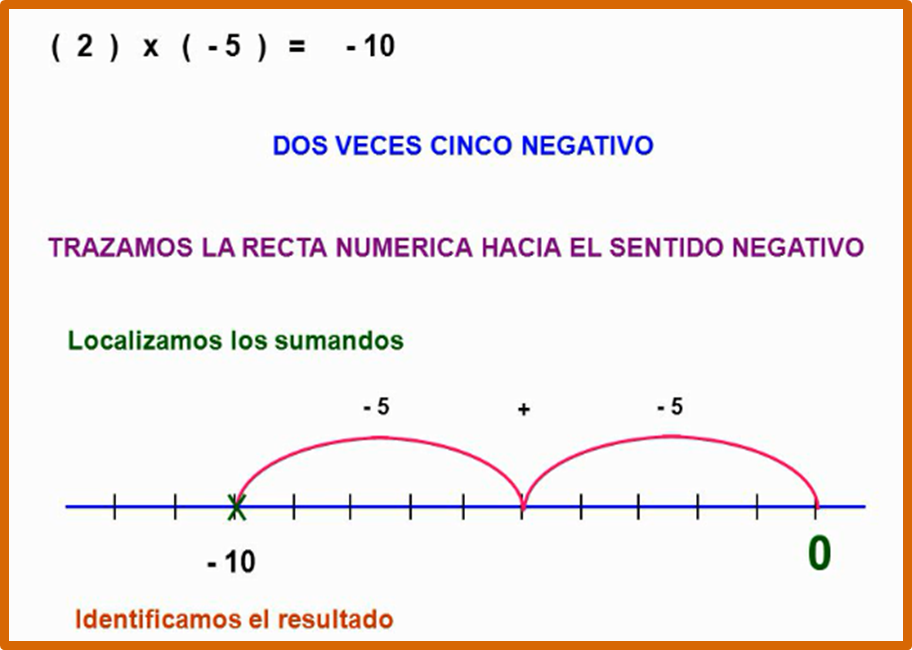 ( 2 ) x ( - 5 ) = - 10
DOS VECES CINCO NEGATIVO
TRAZAMOS LA RECTA NUMERICA HACIA EL SENTIDO NEGATIVO
Localizamos los sumandos
- 5 + - 5
- 10 0
Identificamos el resultado